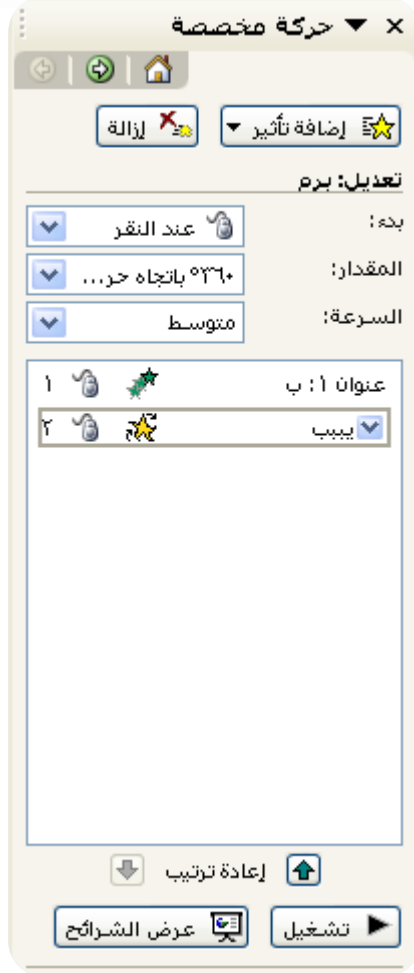 حركة مخصصة
إضافة تأثير إزالة
تعديل: برم
بدء: عند النقر
المقدار: ٣٦٠° باتجاه حر...
السرعة: متوسط
عنوان ١: ب ١
يببب ٢
إعادة ترتيب
تشغيل عرض الشرائح